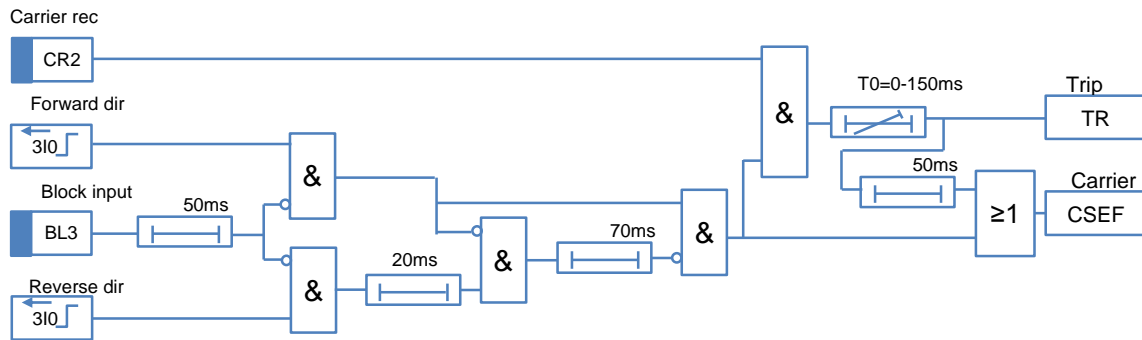 Carrier rec
CR2
T0=0-150ms
Trip
TR
&
Forward dir
3I0
&
50ms
Carrier
CSEF
Block input
50ms
BL3
≥1
70ms
&
&
20ms
Reverse dir
&
3I0